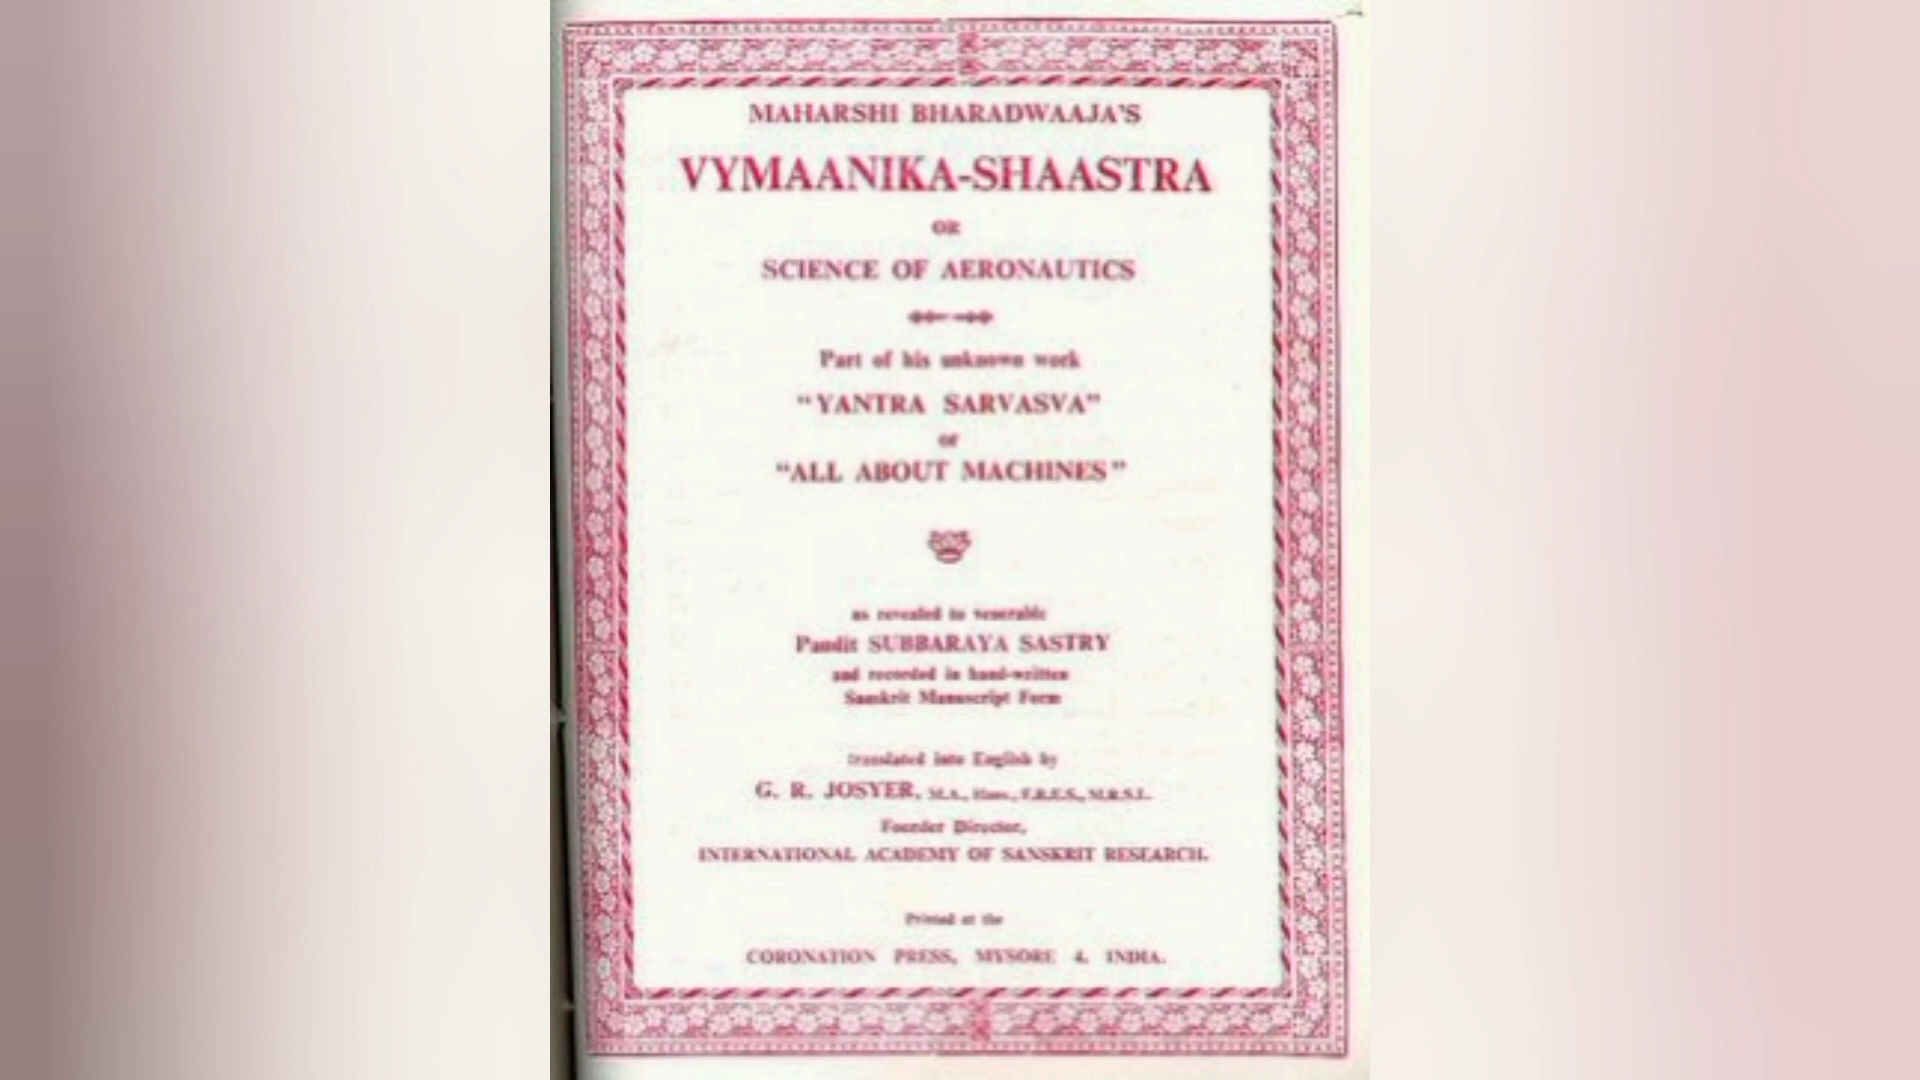 MAHARSHI BHARADWAAJA'S
VYMAANIKA-SHAASTRA
OR
SCIENCE OF AERONAUTICS
Part of his unknown work
"YANTRA SARVASVA"
or
"ALL ABOUT MACHINES"
as revealed to venerable
Pandit SUBBARAYA SASTRY
and recorded in hand-written
Sanskrit Manuscript Form
translated into English by
G. R. JOSYER, M.A., Hons., F.R.E.S., M.R.S.L.
Founder Director,
INTERNATIONAL ACADEMY OF SANSKRIT RESEARCH.
Printed at the
CORONATION PRESS, MYSORE 4. INDIA.